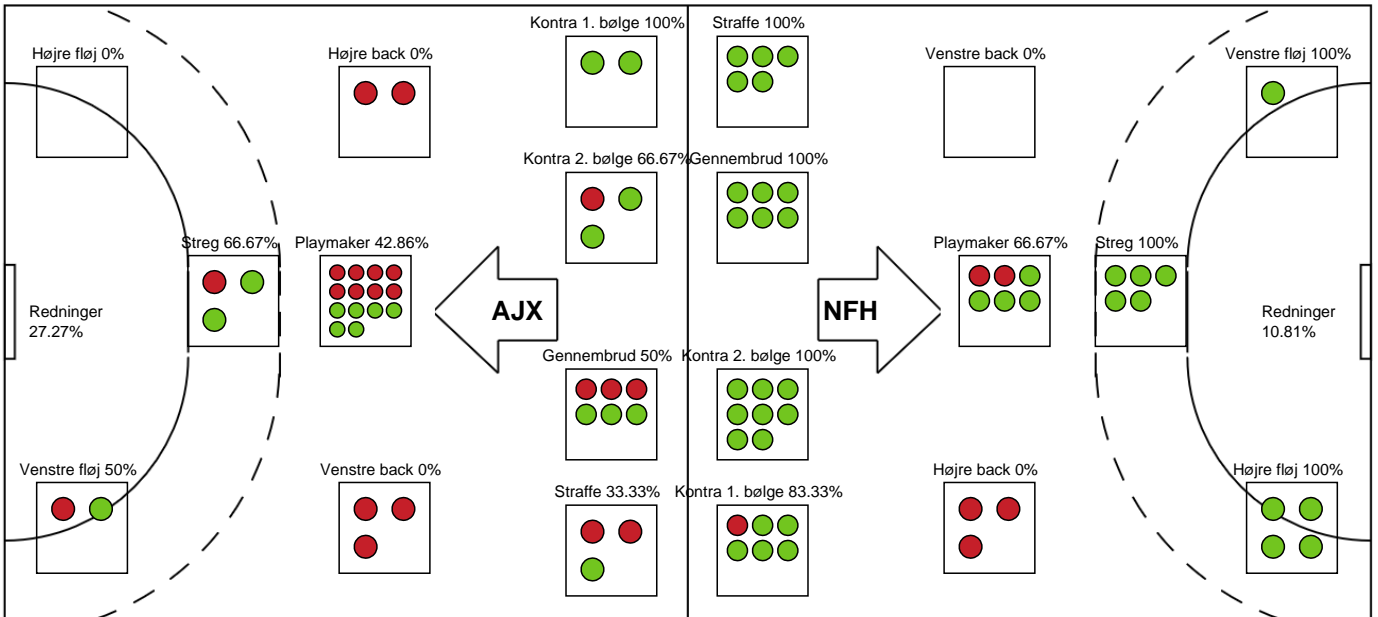 Kontra 1. bølge 100%
Straffe 100%
Højre fløj 0%
Højre back 0%
Venstre back 0%
Venstre fløj 100%
Kontra 2. bølge 66.67%
Gennembrud 100%
Streg 66.67%
Playmaker 42.86%
Playmaker 66.67%
Streg 100%
Redninger
27.27%
AJX
NFH
Redninger
10.81%
Gennembrud 50%
Kontra 2. bølge 100%
Venstre fløj 50%
Venstre back 0%
Straffe 33.33%
Kontra 1. bølge 83.33%
Højre back 0%
Højre fløj 100%